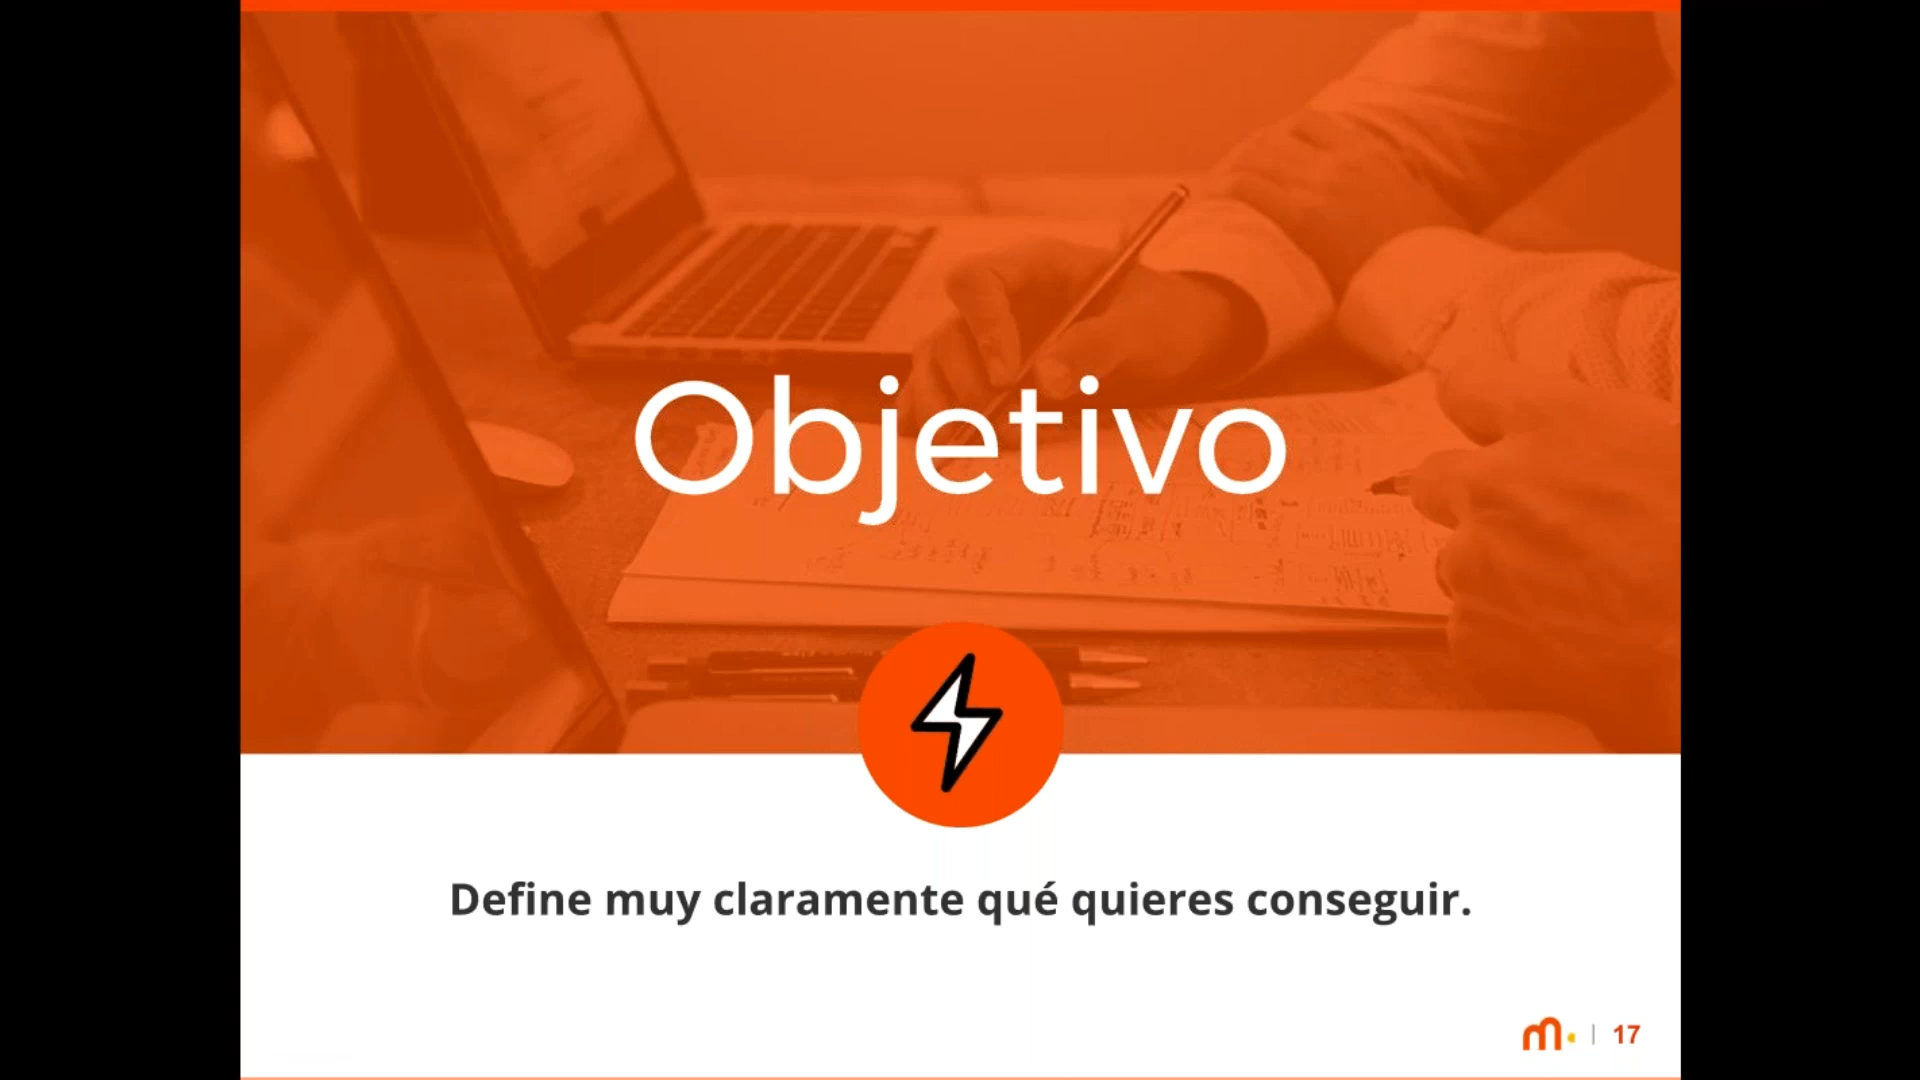 Objetivo
Define muy claramente qué quieres conseguir.
m. | 17